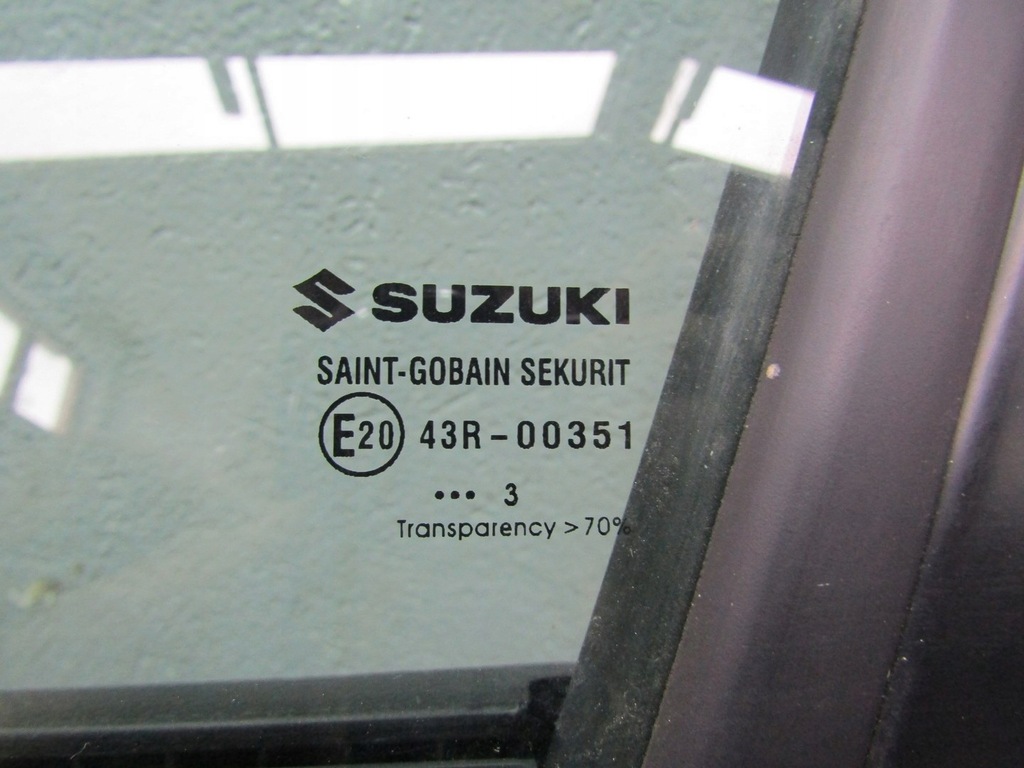 SUZUKI
SAINT-GOBAIN SEKURIT
E20 43R-00351
••• 3
Transparency >70%